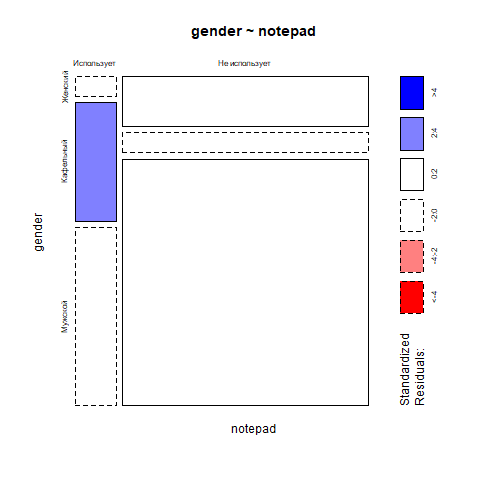 gender ~ notepad
Использует
Не использует
Женский
Кафельный
Мужской
gender
notepad
>4
2:4
0:2
-2:0
-4:-2
<-4
Standardized
Residuals: